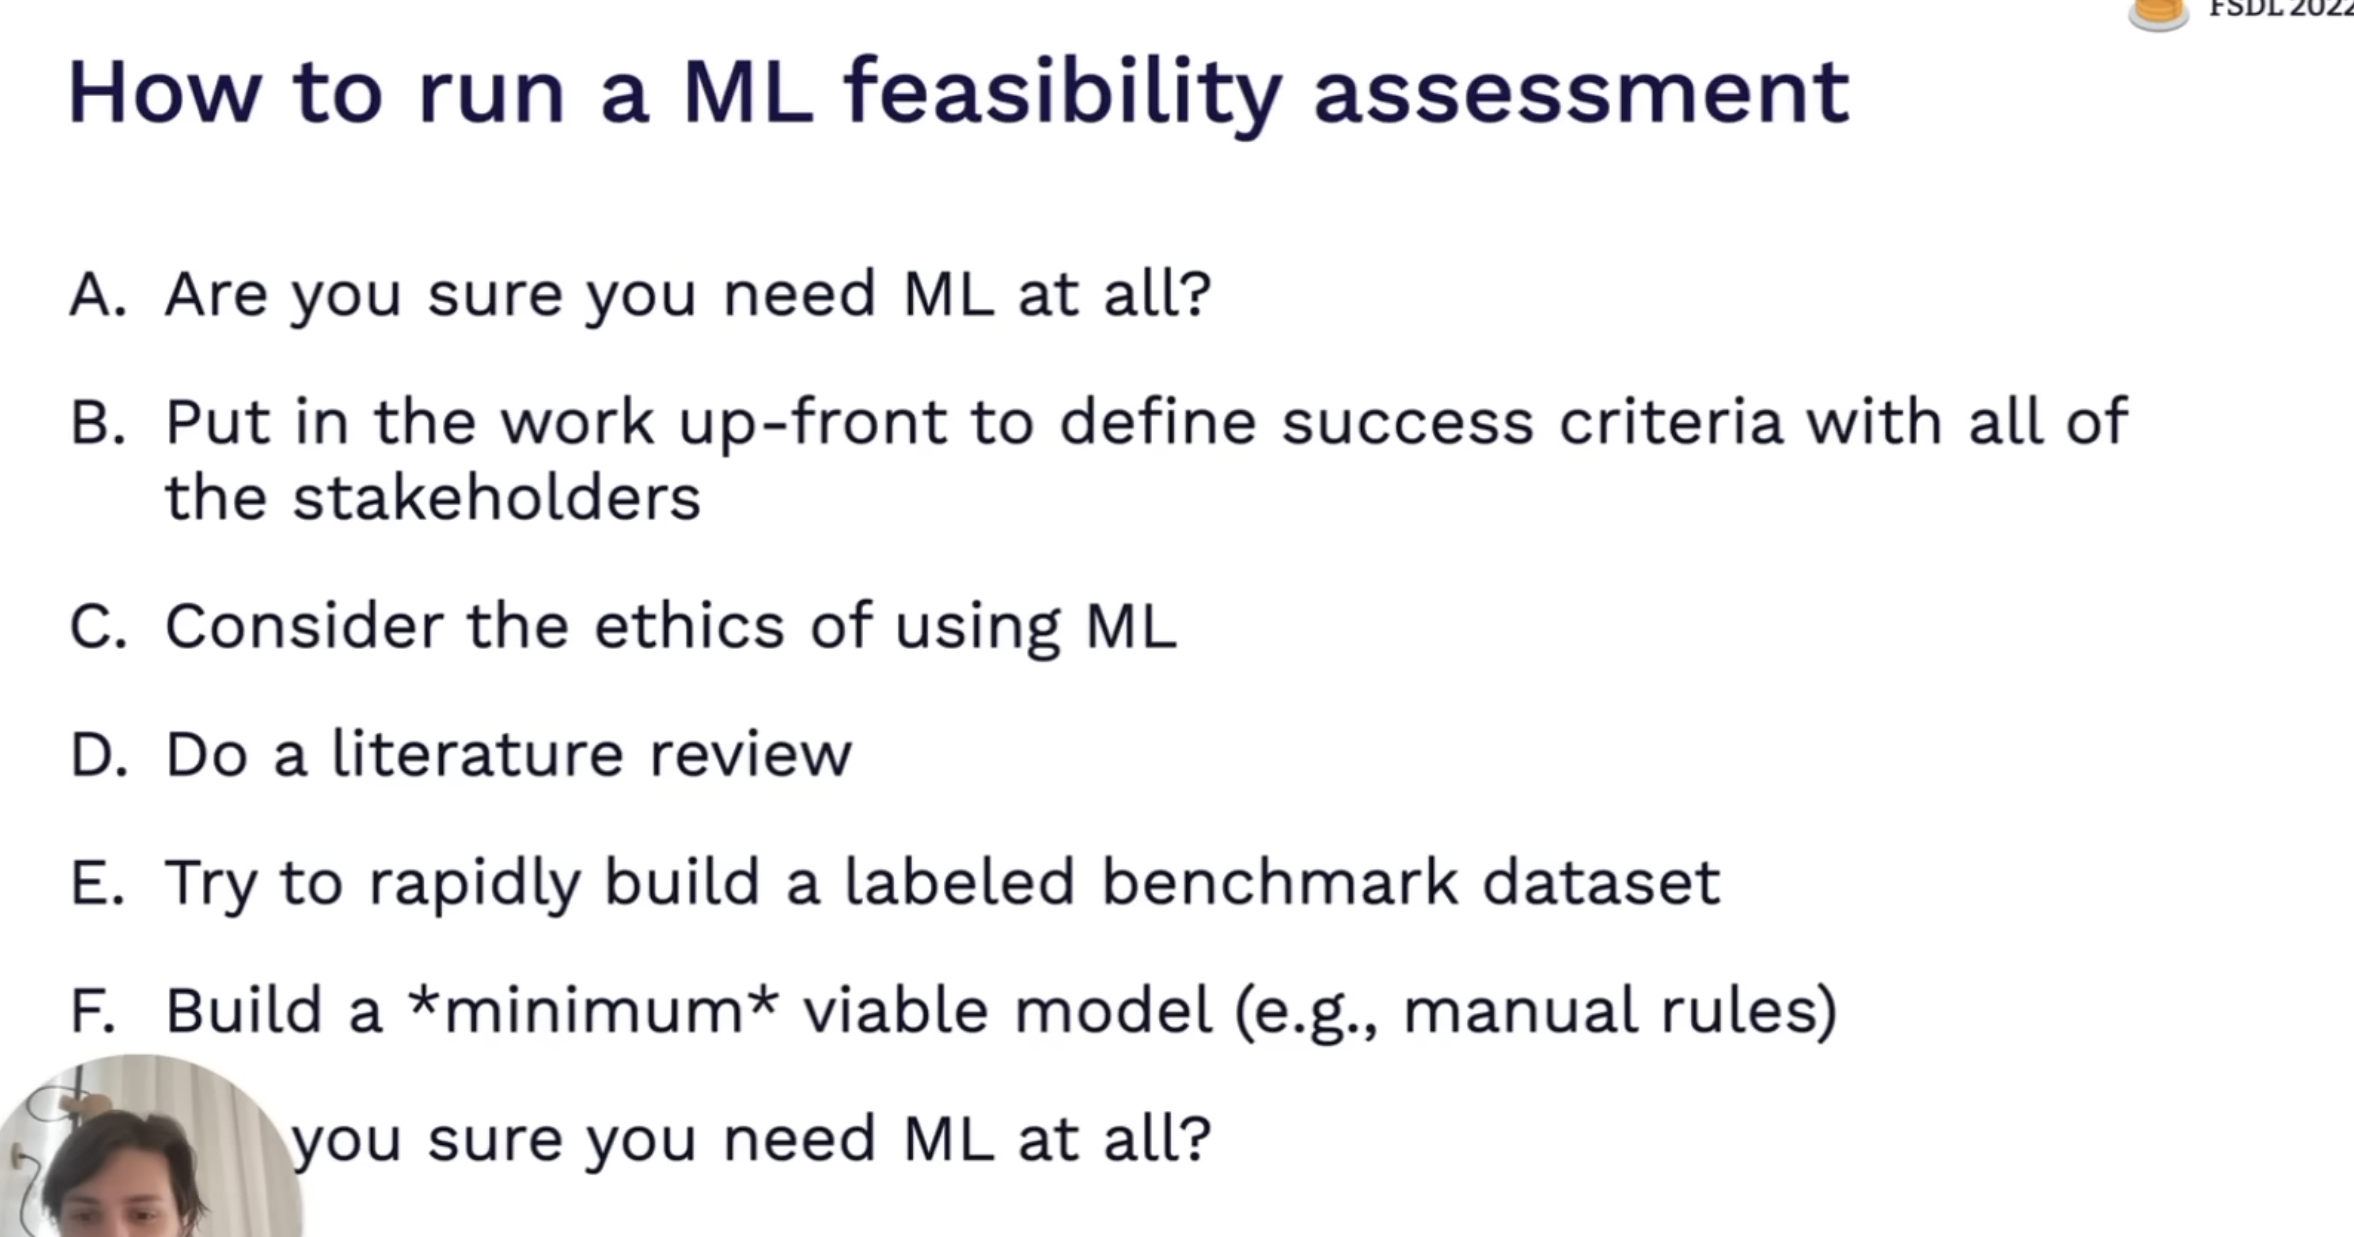 FSDL 2022
How to run a ML feasibility assessment
A. Are you sure you need ML at all?
B. Put in the work up-front to define success criteria with all of
the stakeholders
C. Consider the ethics of using ML
D. Do a literature review
E. Try to rapidly build a labeled benchmark dataset
F. Build a *minimum* viable model (e.g., manual rules)
you sure you need ML at all?